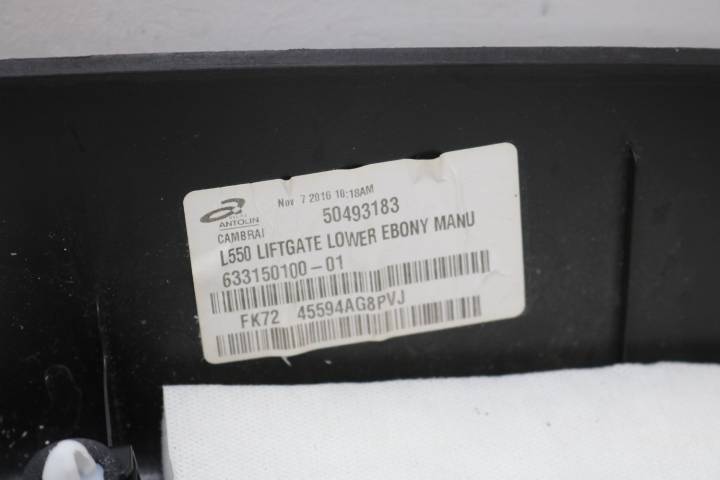 Nov 7 2016 10:18AM
ANTOLIN
50493183
CAMBRAI
L550 LIFTGATE LOWER EBONY MANU
633150100-01
FK72 45594AG8PVJ